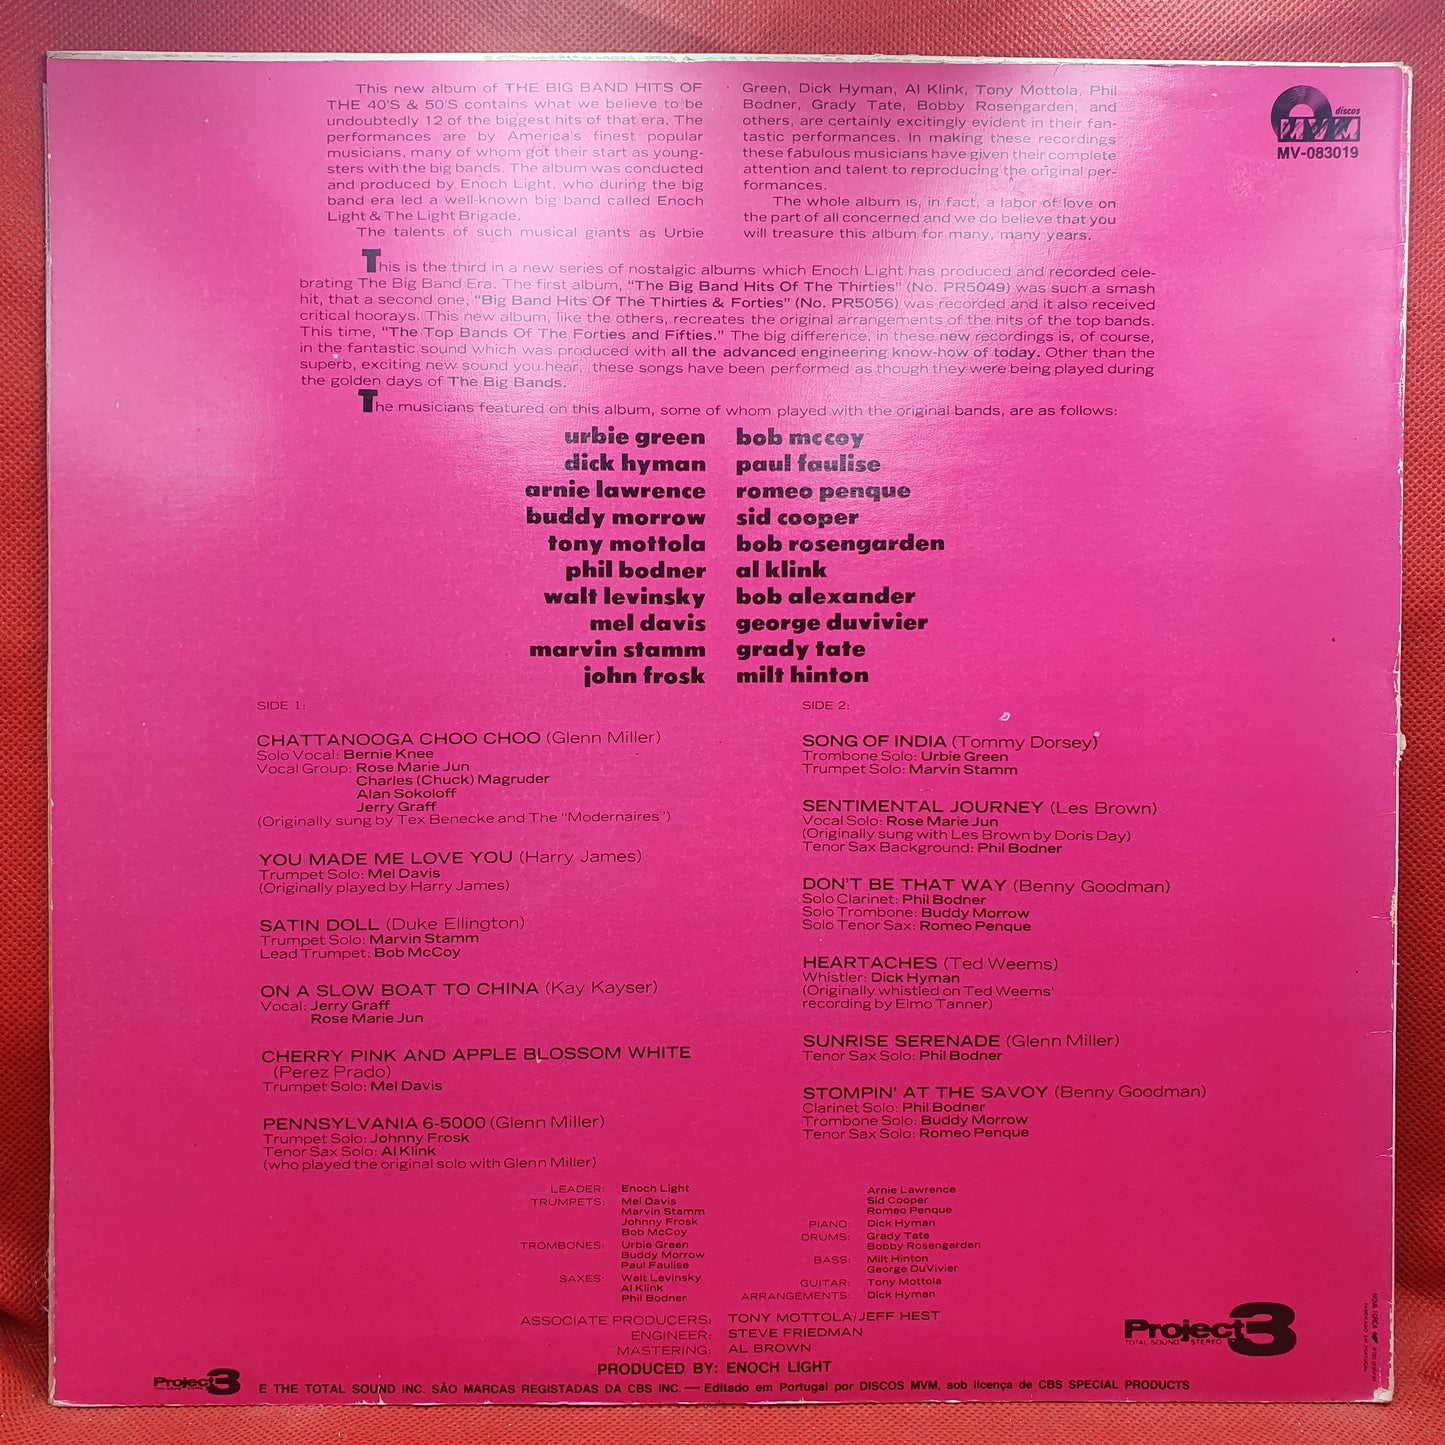 This new album of THE BIG BAND HITS OF
THE 40'S & 50'S contains what we believe to be
undoubtedly 12 of the biggest hits of that era. The
performances are by America's finest popular
musicians, many of whom got their start as young-
sters with the big bands. The album was conducted
and produced by Enoch Light, who during the big
band era led a well-known big band called Enoch
Light & The Light Brigade.
The talents of such musical giants as Urbie
Green, Dick Hyman, Al Klink, Tony Mottola, Phil
Bodner, Grady Tate, Bobby Rosengarden, and
others, are certainly excitingly evident in their fan-
tastic performances. In making these recordings
these fabulous musicians have given their complete
attention and talent to reproducing the original per-
formances.
The whole album is, in fact, a labor of love on
the part of all concerned and we do believe that you
will treasure this album for many, many years.
discos
MVM
MV-083019
This is the third in a new series of nostalgic albums which Enoch Light has produced and recorded cele-
brating The Big Band Era. The first album, "The Big Band Hits Of The Thirties" (No. PR5049) was such a smash
hit, that a second one, "Big Band Hits Of The Thirties & Forties" (No. PR5056) was recorded and it also received
critical hoorays. This new album, like the others, recreates the original arrangements of the hits of the top bands.
This time, "The Top Bands Of The Forties and Fifties." The big difference, in these new recordings is, of course,
in the fantastic sound which was produced with all the advanced engineering know-how of today. Other than the
superb, exciting new sound you hear, these songs have been performed as though they were being played during
the golden days of The Big Bands.
The musicians featured on this album, some of whom played with the original bands, are as follows:
urbie green bob mccoy
dick hyman paul faulise
arnie lawrence romeo penque
buddy morrow sid cooper
tony mottola bob rosengarden
phil bodner al klink
walt levinsky bob alexander
mel davis george duvivier
marvin stamm grady tate
john frosk milt hinton
SIDE 1:
CHATTANOOGA CHOO CHOO (Glenn Miller)
Solo Vocal: Bernie Knee
Vocal Group: Rose Marie Jun
Charles (Chuck) Magruder
Alan Sokoloff
Jerry Graff
(Originally sung by Tex Benecke and The "Modernaires")
YOU MADE ME LOVE YOU (Harry James)
Trumpet Solo: Mel Davis
(Originally played by Harry James)
SATIN DOLL (Duke Ellington)
Trumpet Solo: Marvin Stamm
Lead Trumpet: Bob McCoy
ON A SLOW BOAT TO CHINA (Kay Kayser)
Vocal: Jerry Graff
Rose Marie Jun
CHERRY PINK AND APPLE BLOSSOM WHITE
(Perez Prado)
Trumpet Solo: Mel Davis
PENNSYLVANIA 6-5000 (Glenn Miller)
Trumpet Solo: Johnny Frosk
Tenor Sax Solo: Al Klink
(who played the original solo with Glenn Miller)
SIDE 2:
SONG OF INDIA (Tommy Dorsey)
Trombone Solo: Urbie Green
Trumpet Solo: Marvin Stamm
SENTIMENTAL JOURNEY (Les Brown)
Vocal Solo: Rose Marie Jun
(Originally sung with Les Brown by Doris Day)
Tenor Sax Background: Phil Bodner
DON'T BE THAT WAY (Benny Goodman)
Solo Clarinet: Phil Bodner
Solo Trombone: Buddy Morrow
Solo Tenor Sax: Romeo Penque
HEARTACHES (Ted Weems)
Whistler: Dick Hyman
(Originally whistled on Ted Weems'
recording by Elmo Tanner)
SUNRISE SERENADE (Glenn Miller)
Tenor Sax Solo: Phil Bodner
STOMPIN' AT THE SAVOY (Benny Goodman)
Clarinet Solo: Phil Bodner
Trombone Solo: Buddy Morrow
Tenor Sax Solo: Romeo Penque
LEADER: Enoch Light
TRUMPETS: Mel Davis
Marvin Stamm
Johnny Frosk
Bob McCoy
TROMBONES: Urbie Green
Buddy Morrow
Paul Faulise
SAXES: Walt Levinsky
Al Klink
Phil Bodner
Arnie Lawrence
Sid Cooper
Romeo Penque
PIANO: Dick Hyman
DRUMS: Grady Tate
Bobby Rosengarden
BASS: Milt Hinton
George DuVivier
GUITAR: Tony Mottola
ARRANGEMENTS: Dick Hyman
ASSOCIATE PRODUCERS: TONY MOTTOLA/JEFF HEST
ENGINEER: STEVE FRIEDMAN
MASTERING: AL BROWN
PRODUCED BY: ENOCH LIGHT
Project 3
TOTAL SOUND STEREO
Project 3
E THE TOTAL SOUND INC. SÃO MARCAS REGISTADAS DA CBS INC. — Editado em Portugal por DISCOS MVM, sob licença de CBS SPECIAL PRODUCTS
FABRICADO EM PORTUGAL